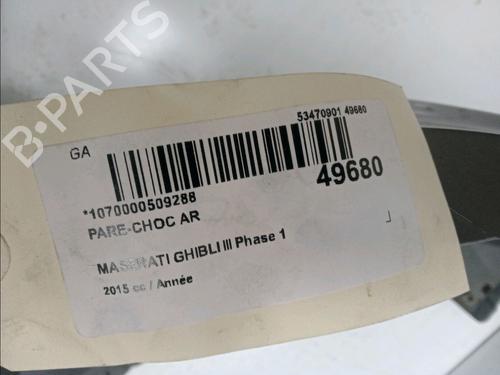 B-PARTS
GA
53470901 49680
*1070000509288
49680
PARE-CHOC AR
MASERATI GHIBLI III Phase 1
2015 cc / Année